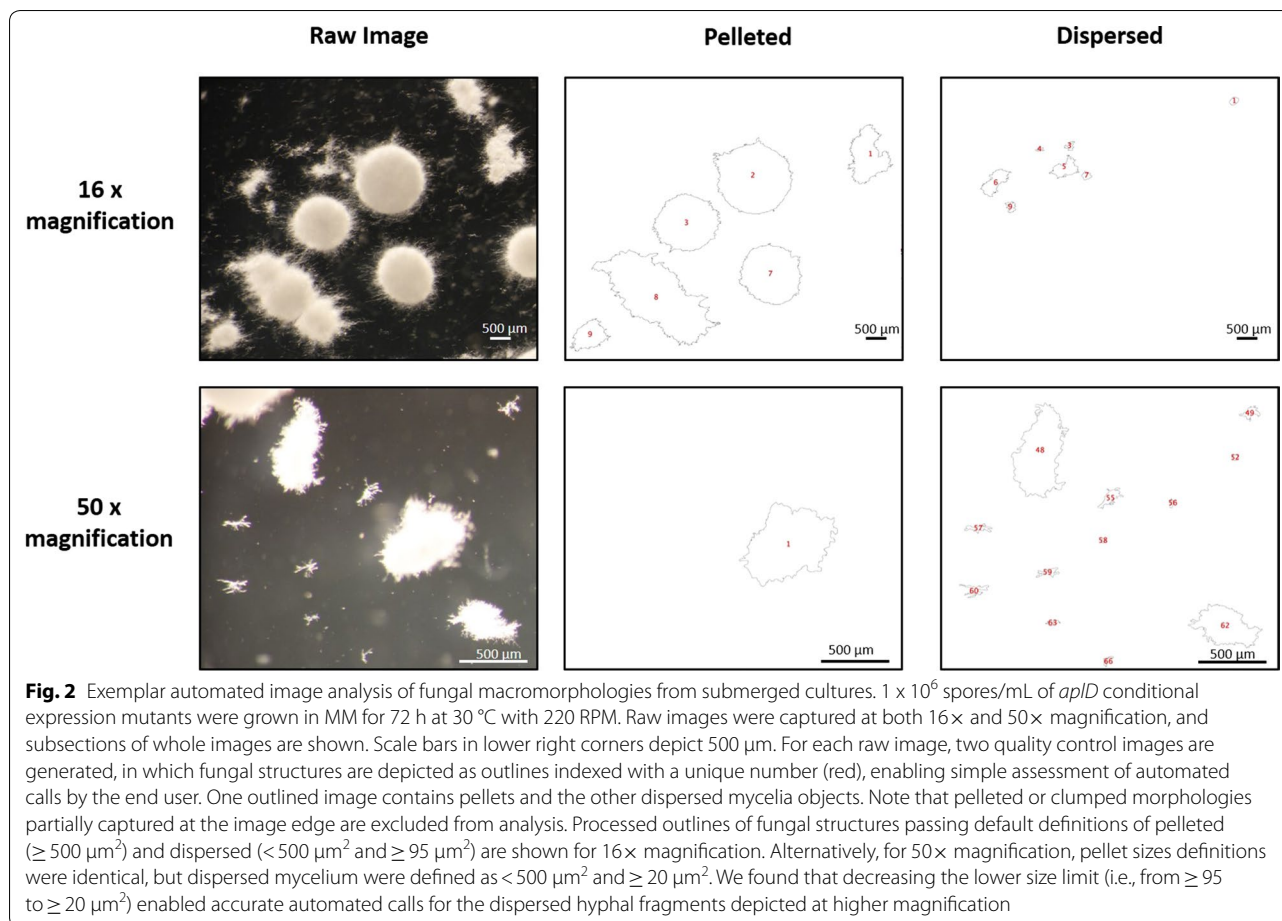 Raw Image
Pelleted
Dispersed
16 x
magnification
500 µm
1
2
3
7
8
9
1
3
4
5
7
6
9
50 x
magnification
500 µm
1
500 µm
49
48
52
55
56
57
58
59
60
63
62
66
500 µm
Fig. 2 Exemplar automated image analysis of fungal macromorphologies from submerged cultures. 1 x 10⁶ spores/mL of aplD conditional
expression mutants were grown in MM for 72 h at 30 °C with 220 RPM. Raw images were captured at both 16× and 50× magnification, and
subsections of whole images are shown. Scale bars in lower right corners depict 500 µm. For each raw image, two quality control images are
generated, in which fungal structures are depicted as outlines indexed with a unique number (red), enabling simple assessment of automated
calls by the end user. One outlined image contains pellets and the other dispersed mycelia objects. Note that pelleted or clumped morphologies
partially captured at the image edge are excluded from analysis. Processed outlines of fungal structures passing default definitions of pelleted
(≥ 500 µm²) and dispersed (< 500 µm² and ≥ 95 µm²) are shown for 16× magnification. Alternatively, for 50× magnification, pellet sizes definitions
were identical, but dispersed mycelium were defined as < 500 µm² and ≥ 20 µm². We found that decreasing the lower size limit (i.e., from ≥ 95
to ≥ 20 µm²) enabled accurate automated calls for the dispersed hyphal fragments depicted at higher magnification
500 µm
500 µm